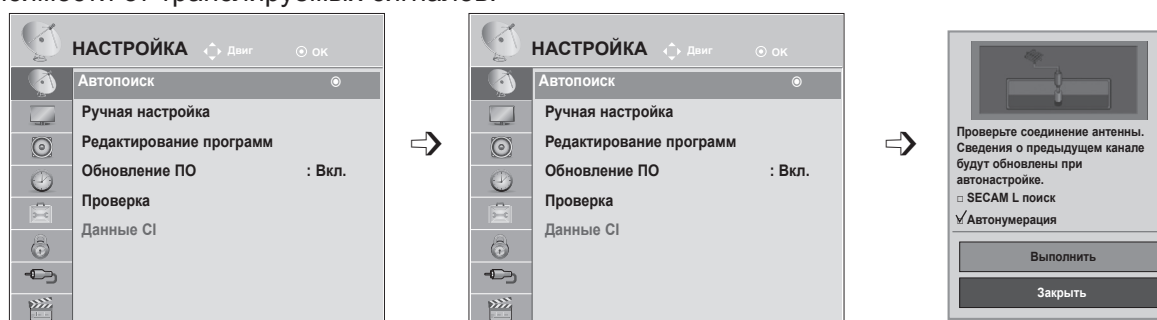 НАСТРОЙКА Двиг ОК
Автопоиск
Ручная настройка
Редактирование программ
Обновление ПО : Вкл.
Проверка
Данные CI
НАСТРОЙКА Двиг ОК
Автопоиск
Ручная настройка
Редактирование программ
Обновление ПО : Вкл.
Проверка
Данные CI
Проверьте соединение антенны.
Сведения о предыдущем канале
будут обновлены при
автонастройке.
SECAM L поиск
Автонумерация
Выполнить
Закрыть